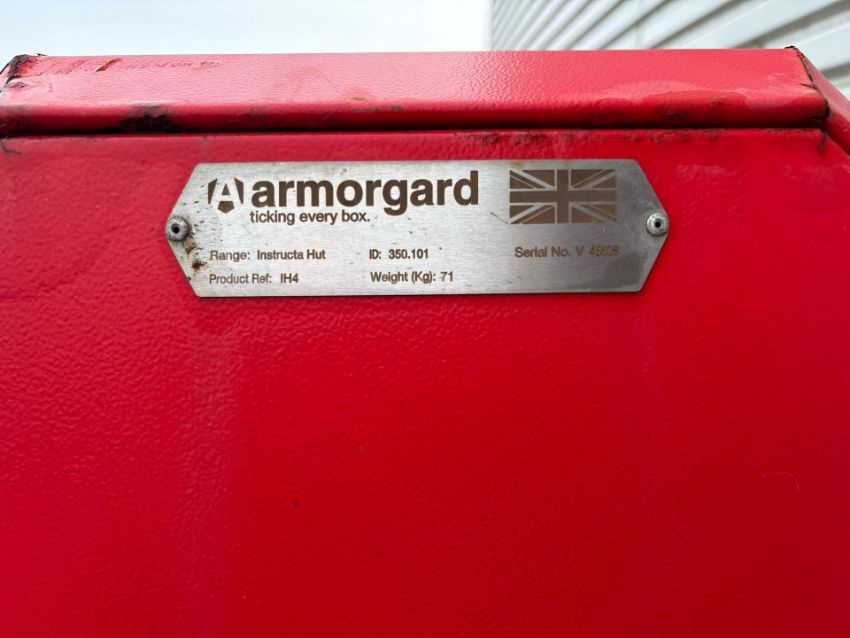 armorgard
ticking every box.
Range: Instructa Hut ID: 350.101 Serial No. V
Product Ref: IH4 Weight (Kg): 71